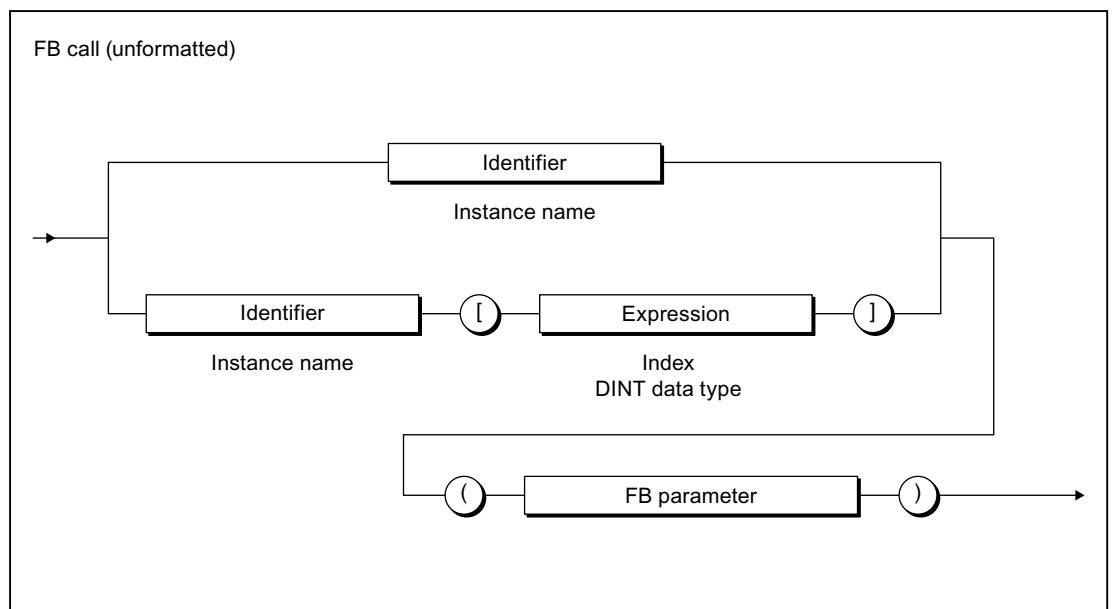 FB call (unformatted)
Identifier
Instance name
Identifier [ Expression ]
Instance name
Index
DINT data type
( FB parameter )